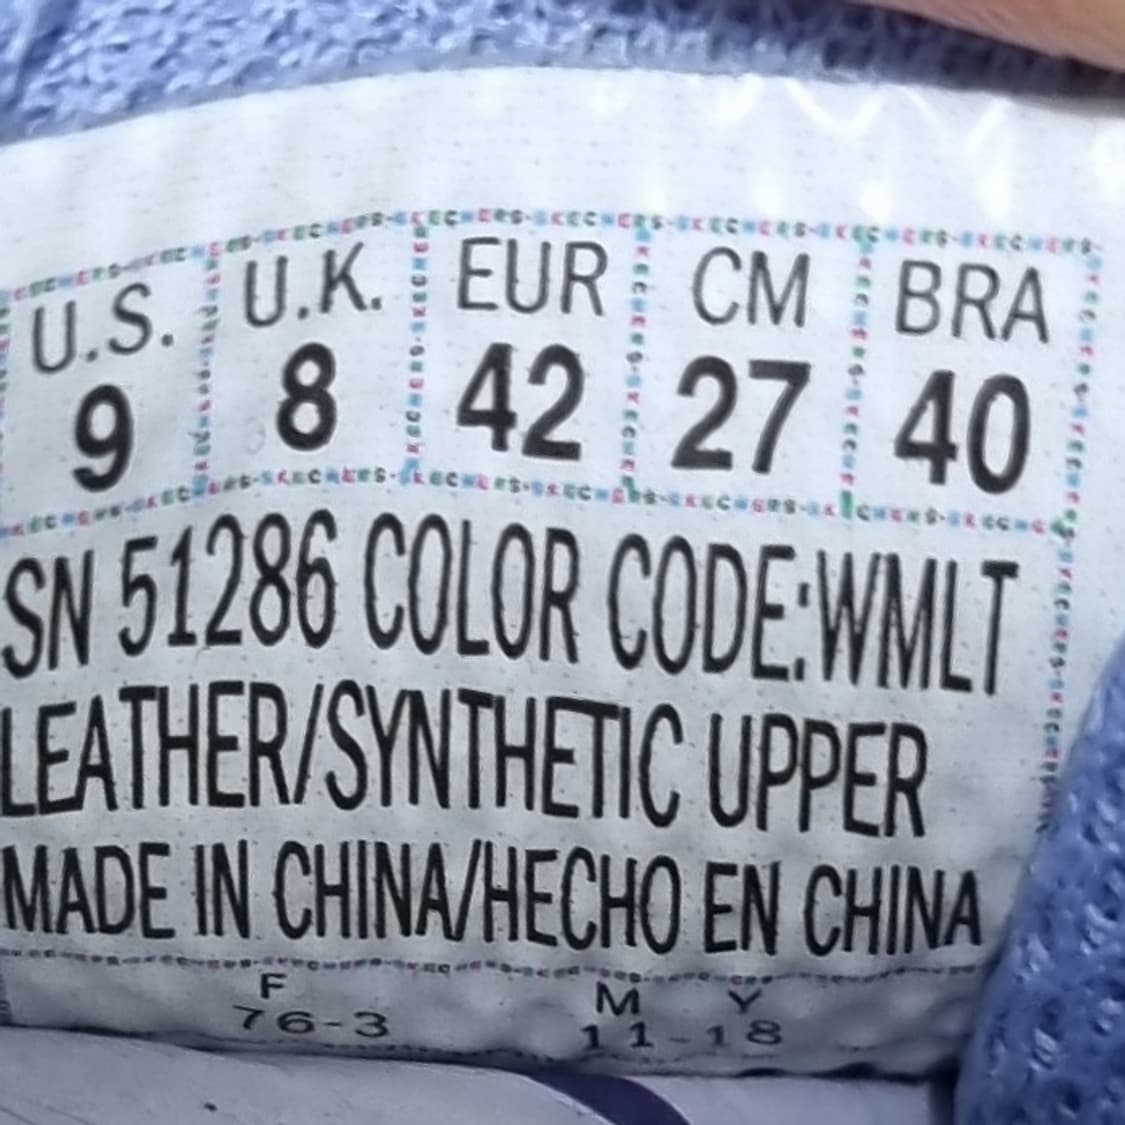 U.S. U.K. EUR CM BRA
9 8 42 27 40
SN 51286 COLOR CODE:WMLT
LEATHER/SYNTHETIC UPPER
MADE IN CHINA/HECHO EN CHINA
F M Y
76-3 11-18